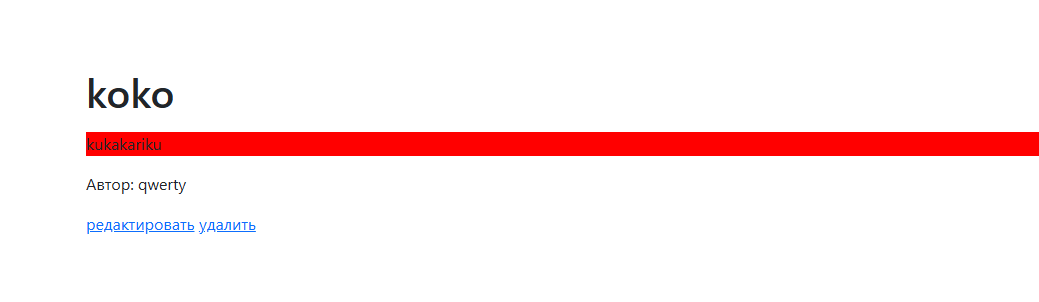 koko
kukakariku
Автор: qwerty
редактировать удалить